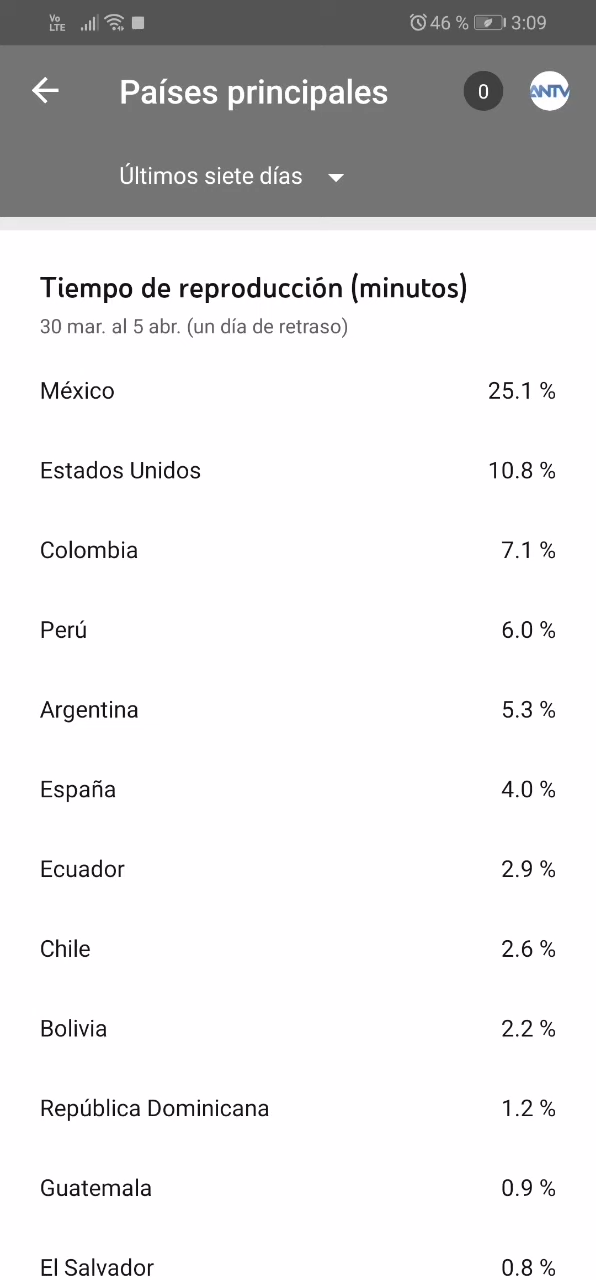 Vo
LTE
46 %
3:09
Países principales
0
ANTV
Últimos siete días
Tiempo de reproducción (minutos)
30 mar. al 5 abr. (un día de retraso)
México 25.1 %
Estados Unidos 10.8 %
Colombia 7.1 %
Perú 6.0 %
Argentina 5.3 %
España 4.0 %
Ecuador 2.9 %
Chile 2.6 %
Bolivia 2.2 %
República Dominicana 1.2 %
Guatemala 0.9 %
El Salvador 0.8 %